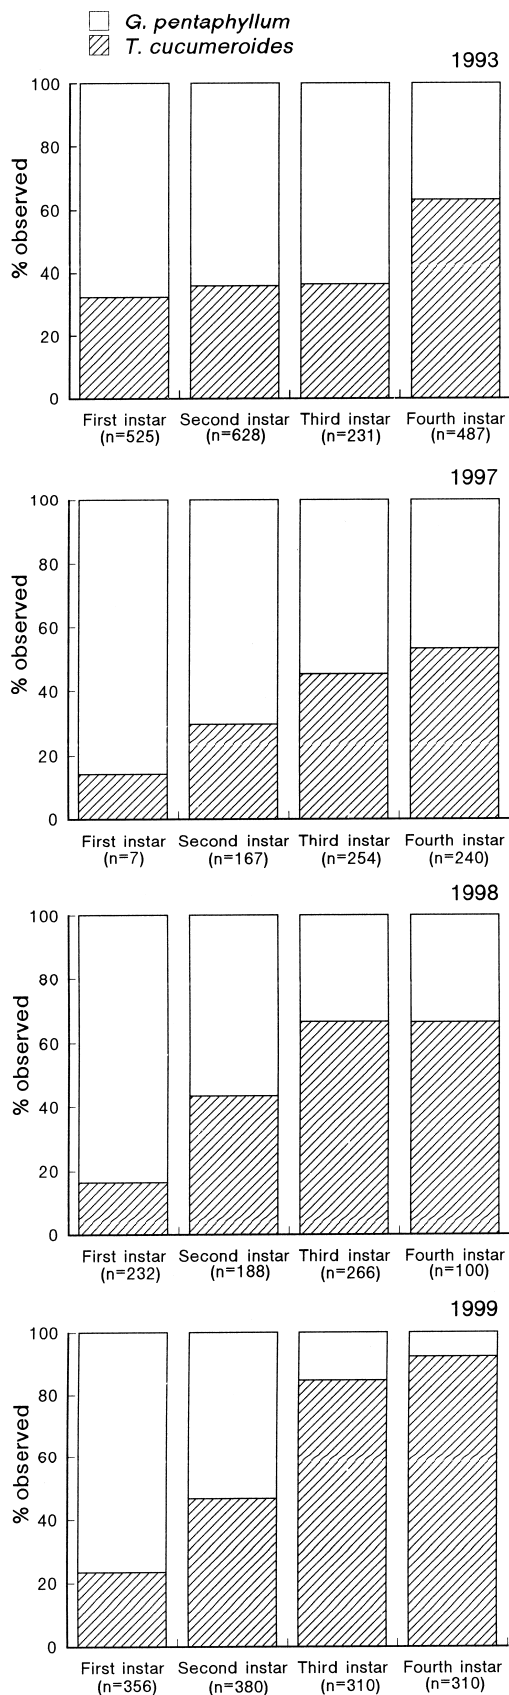 G. pentaphyllum
T. cucumeroides
1993
100
80
60
40
20
0
% observed
First instar Second instar Third instar Fourth instar
(n=525) (n=628) (n=231) (n=487)
1997
100
80
60
40
20
0
% observed
First instar Second instar Third instar Fourth instar
(n=7) (n=167) (n=254) (n=240)
1998
100
80
60
40
20
0
% observed
First instar Second instar Third instar Fourth instar
(n=232) (n=188) (n=266) (n=100)
1999
100
80
60
40
20
0
% observed
First instar Second instar Third instar Fourth instar
(n=356) (n=380) (n=310) (n=310)